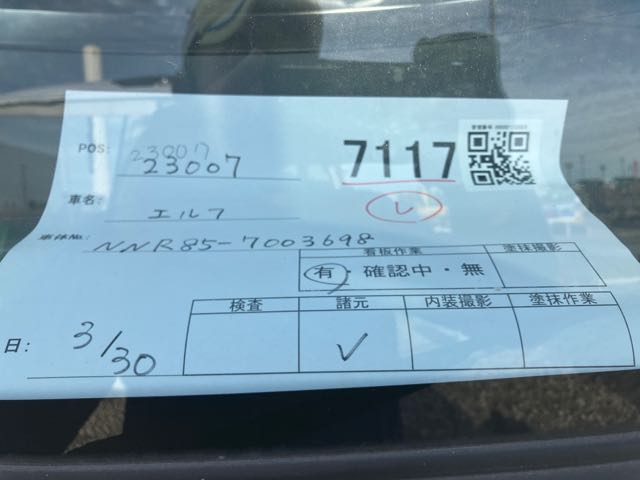 POS: 23007
23007
7117
車名: エルフ
レ
車体No. NNR85-7003698
看板作業 塗抹撮影
有・確認中・無
検査 諸元 内装撮影 塗抹作業
日: 3/30
✓